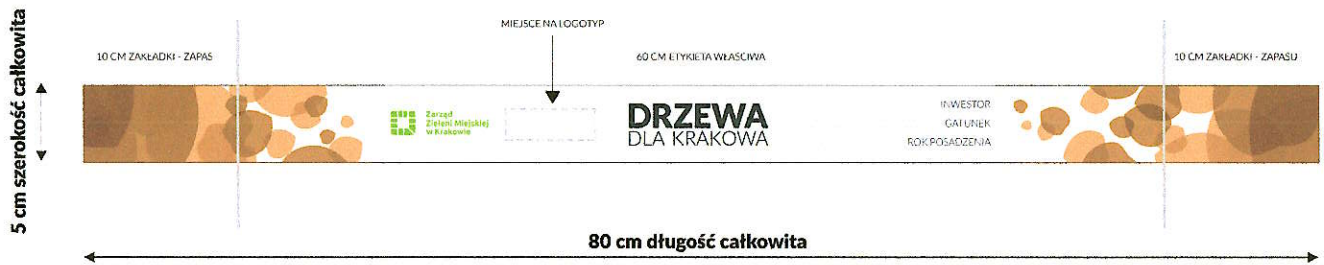 MIEJSCE NA LOGOTYP
10 CM ZAKŁADKI - ZAPAS
60 CM ETYKIETA WŁAŚCIWA
10 CM ZAKŁADKI - ZAPASU
5 cm szerokość całkowita
Zarząd
Zieleni Miejskiej
w Krakowie
DRZEWA
DLA KRAKOWA
INWESTOR
GATUNEK
ROK POSADZENIA
80 cm długość całkowita